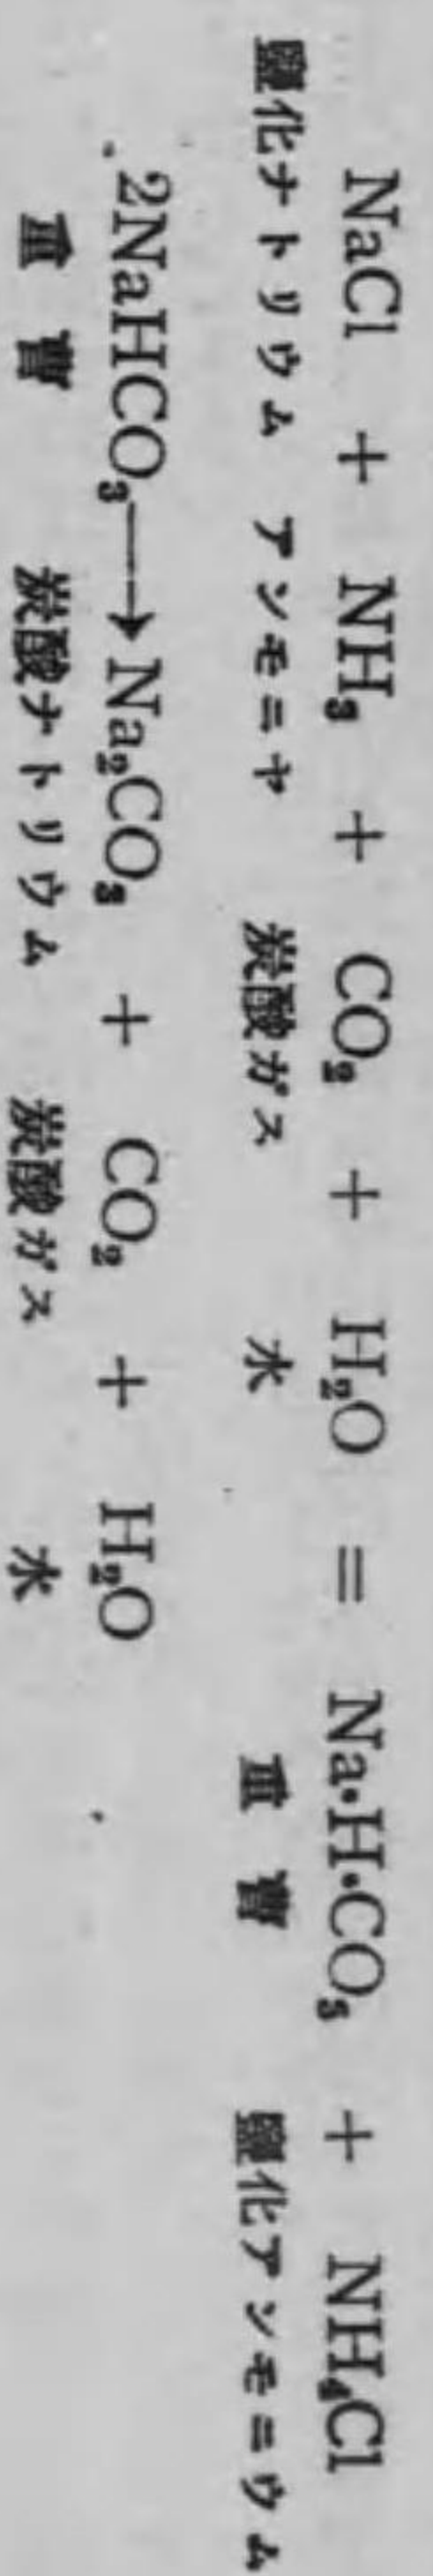 NaCl + NH₃ + CO₂ + H₂O = Na·H·CO₃ + NH₄Cl
鹽化ナトリウム アンモニヤ 炭酸ガス 水 重曹 鹽化アンモニウム
2NaHCO₃ → Na₂CO₃ + CO₂ + H₂O
重曹 炭酸ナトリウム 炭酸ガス 水